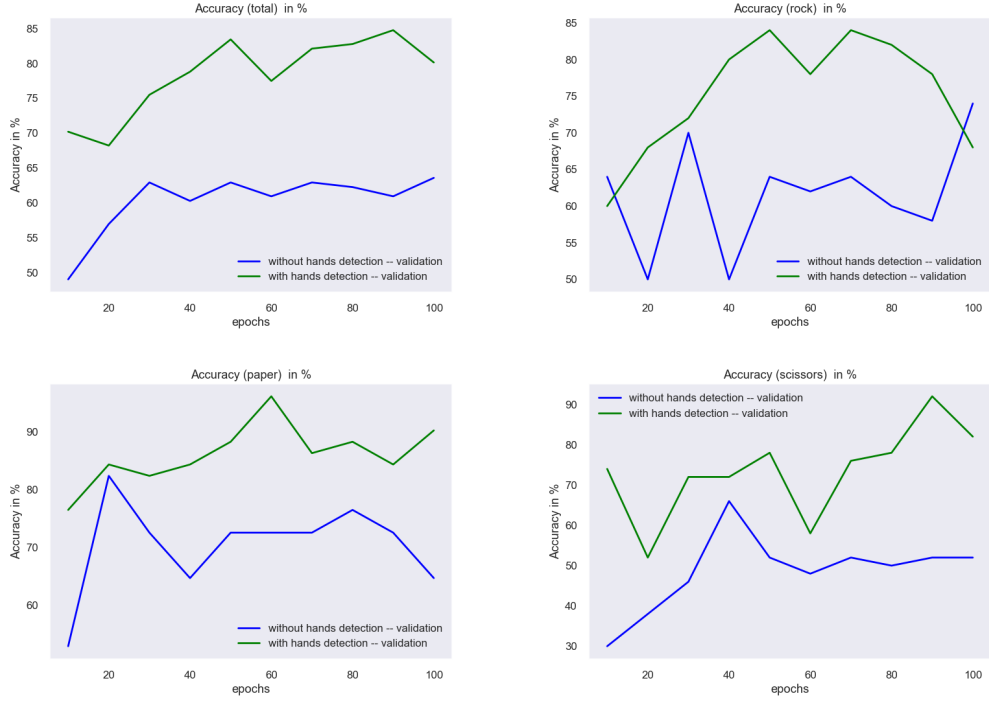 Accuracy (total)  in %
Accuracy in %
85
80
75
70
65
60
55
50
without hands detection -- validation
with hands detection -- validation
20
40
60
80
100
epochs
Accuracy (rock)  in %
Accuracy in %
85
80
75
70
65
60
55
50
without hands detection -- validation
with hands detection -- validation
20
40
60
80
100
epochs
Accuracy (paper)  in %
Accuracy in %
90
80
70
60
without hands detection -- validation
with hands detection -- validation
20
40
60
80
100
epochs
Accuracy (scissors)  in %
Accuracy in %
90
80
70
60
50
40
30
without hands detection -- validation
with hands detection -- validation
20
40
60
80
100
epochs